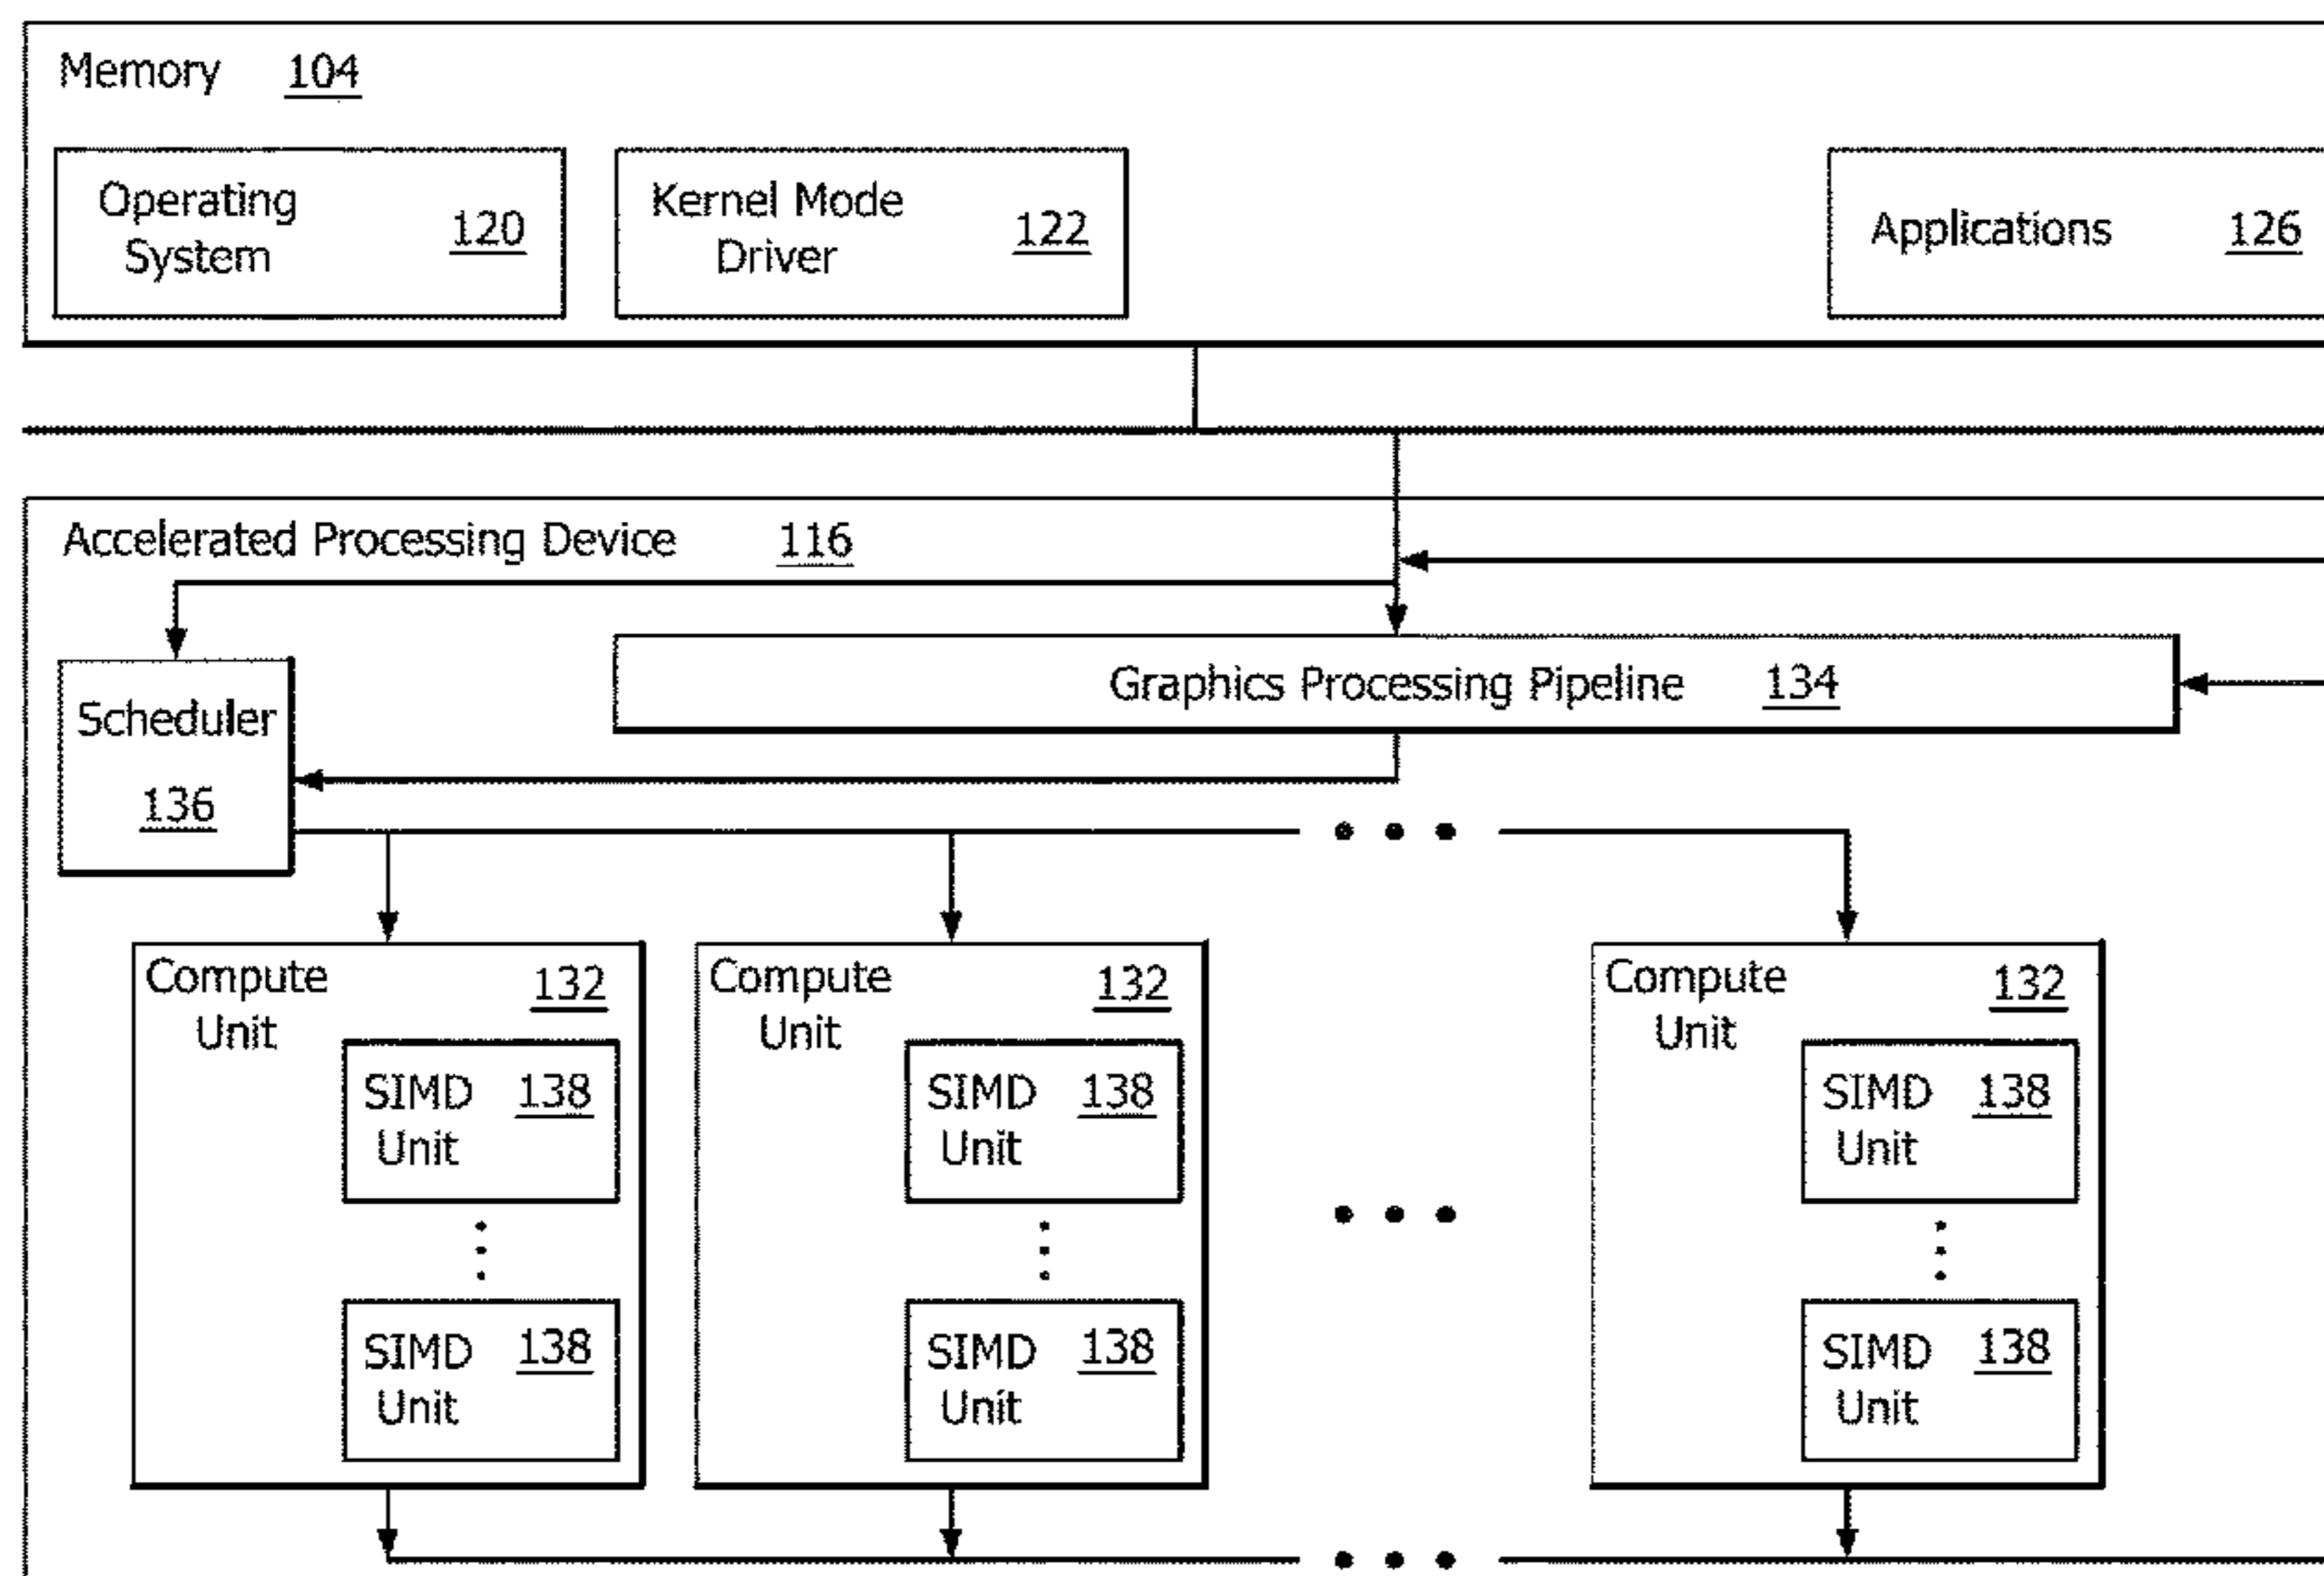 Memory 104
Operating
System 120
Kernel Mode
Driver 122
Applications 126
Accelerated Processing Device 116
Graphics Processing Pipeline 134
Scheduler
136
Compute
Unit 132
SIMD
Unit 138
SIMD
Unit 138
Compute
Unit 132
SIMD
Unit 138
SIMD
Unit 138
Compute
Unit 132
SIMD
Unit 138
SIMD
Unit 138